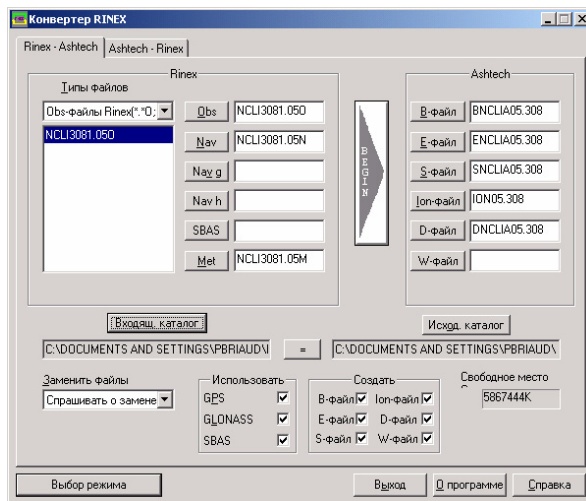 Конвертер RINEX
Rinex - Ashtech Ashtech - Rinex
Rinex
Типы файлов
Obs-файлы Rinex(*.*O;
NCLI3081.05O
Obs NCLI3081.05O
Nav NCLI3081.05N
Nav g
Nav h
SBAS
Met NCLI3081.05M
BEGIN
Ashtech
B-файл BNCLIA05.308
E-файл ENCLIA05.308
S-файл SNCLIA05.308
Ion-файл ION05.308
D-файл DNCLIA05.308
W-файл
Входящ. каталог
Исход. каталог
C:\DOCUMENTS AND SETTINGS\PBRIAUD\ = C:\DOCUMENTS AND SETTINGS\PBRIAUD\
Заменить файлы
Спрашивать о замене
Использовать
GPS
GLONASS
SBAS
Создать
B-файл Ion-файл
E-файл D-файл
S-файл W-файл
Свободное место
5867444K
Выбор режима Выход О программе Справка